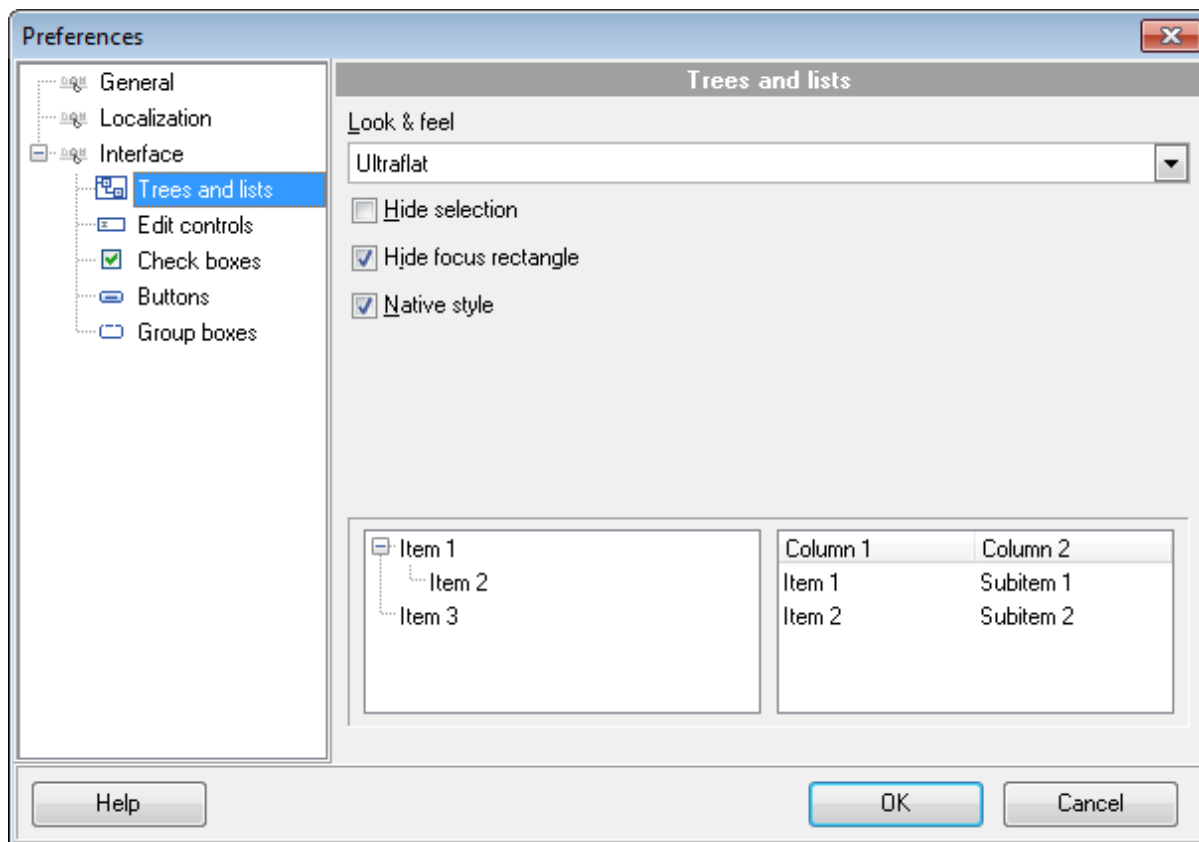 Preferences
General
Localization
Interface
Trees and lists
Edit controls
Check boxes
Buttons
Group boxes
Trees and lists
Look & feel
Ultraflat
Hide selection
Hide focus rectangle
Native style
Item 1
Item 2
Item 3
Column 1 Column 2
Item 1 Subitem 1
Item 2 Subitem 2
Help OK Cancel